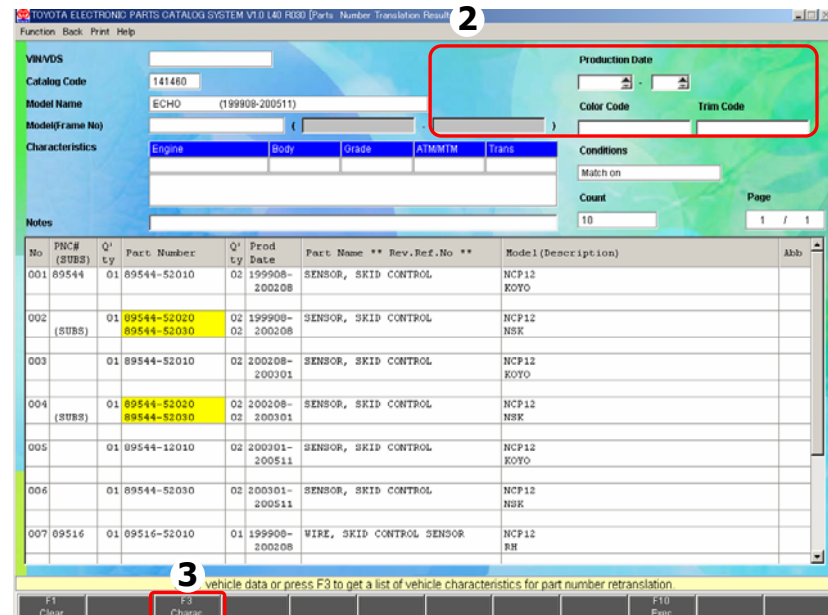 TOYOTA ELECTRONIC PARTS CATALOG SYSTEM V1.0 L40 R030 [Parts Number Translation Result
2
Function Back Print Help
VIN/VDS
Production Date
Catalog Code 141460
-
Model Name ECHO (199908-200511)
Color Code Trim Code
Model(Frame No) ( - )
Characteristics Engine Body Grade ATM/MTM Trans
Conditions
Match on
Count Page
Notes 10 1 / 1
No PNC# (SUBS) Q'ty Part Number Q'ty Prod Date Part Name ** Rev.Ref.No ** Model(Description) Abb
001 89544 01 89544-52010 02 199908- SENSOR, SKID CONTROL NCP12
200208 KOYO
002 01 89544-52020 02 199908- SENSOR, SKID CONTROL NCP12
(SUBS) 89544-52030 02 200208 NSK
003 01 89544-52010 02 200208- SENSOR, SKID CONTROL NCP12
200301 KOYO
004 01 89544-52020 02 200208- SENSOR, SKID CONTROL NCP12
(SUBS) 89544-52030 02 200301 NSK
005 01 89544-12010 02 200301- SENSOR, SKID CONTROL NCP12
200511 KOYO
006 01 89544-52030 02 200301- SENSOR, SKID CONTROL NCP12
200511 NSK
007 89516 01 89516-52010 01 199908- WIRE, SKID CONTROL SENSOR NCP12
200208 RH
3
vehicle data or press F3 to get a list of vehicle characteristics for part number retranslation.
F1 F3 F10
Clear Charac Exec